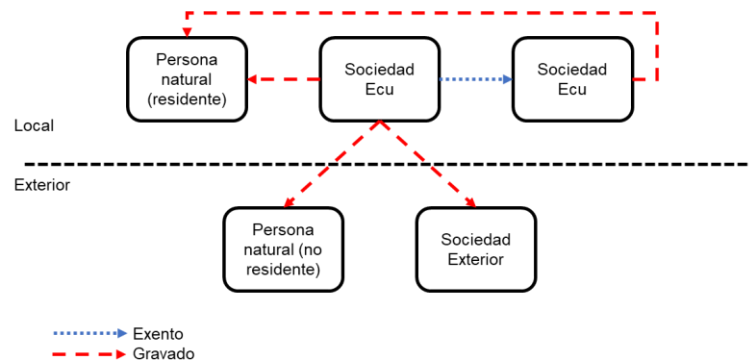 Persona
natural
(residente)
Sociedad
Ecu
Sociedad
Ecu
Local
Exterior
Persona
natural (no
residente)
Sociedad
Exterior
Exento
Gravado